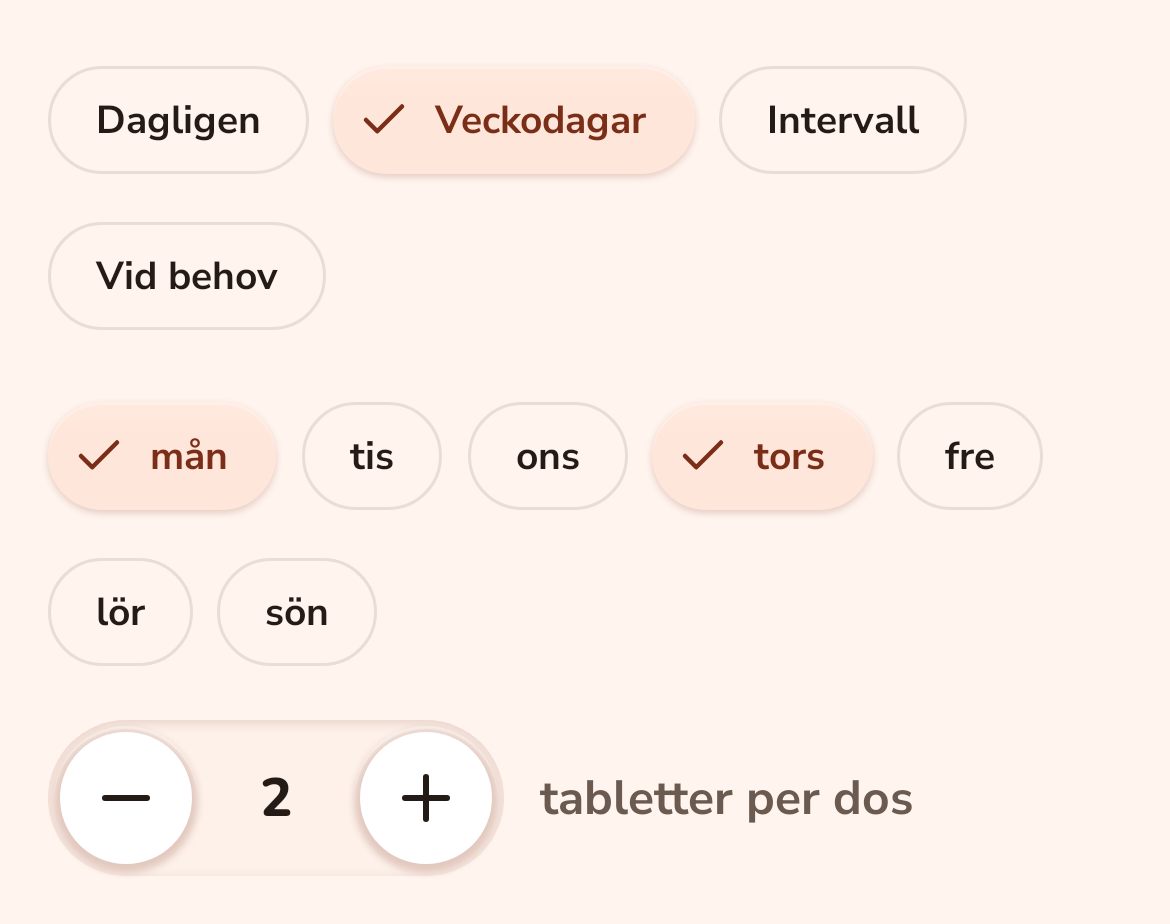 Dagligen Veckodagar Intervall
Vid behov
mån tis ons tors fre
lör sön
2 tabletter per dos